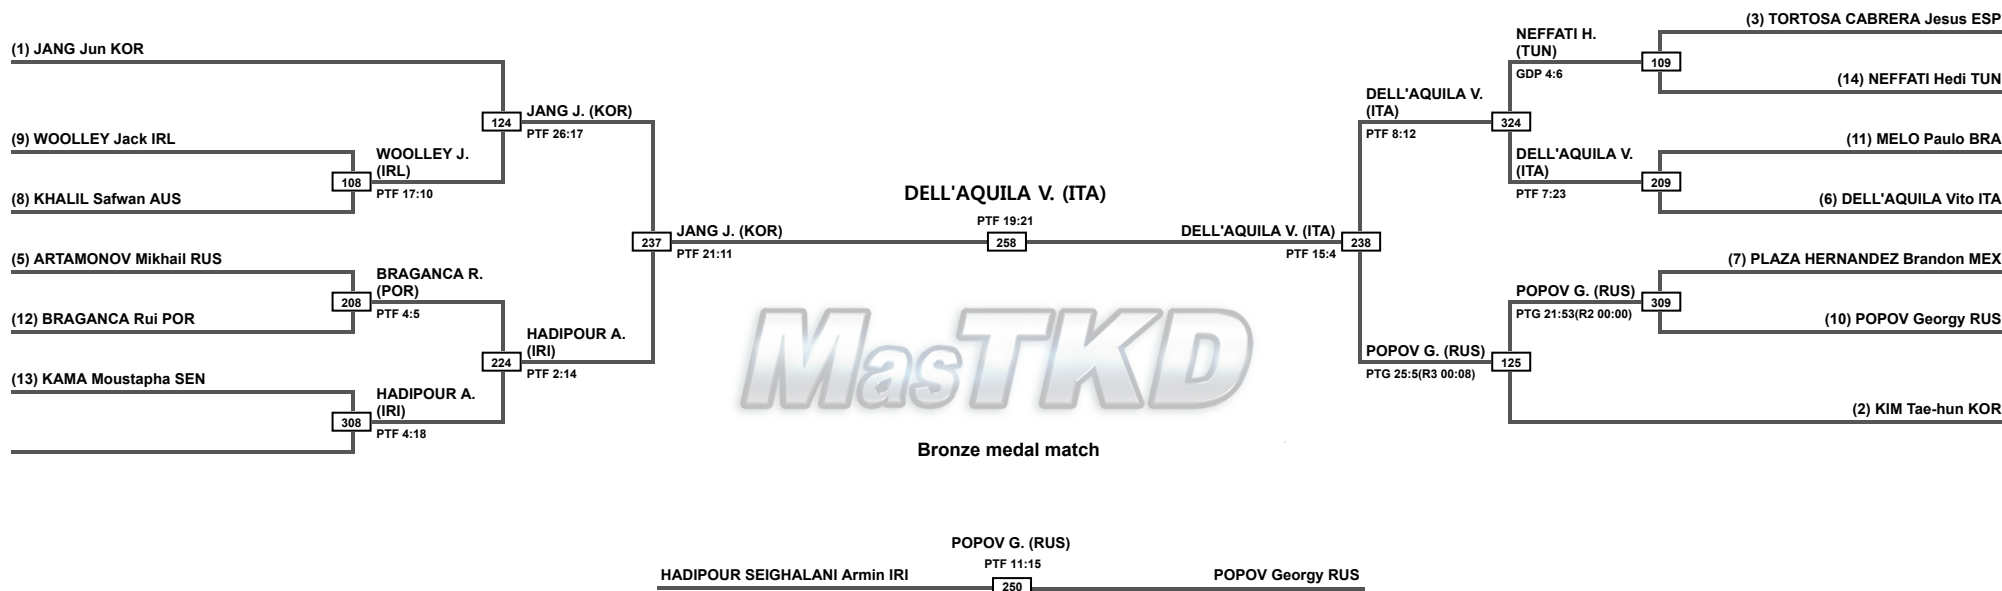 (1) JANG Jun KOR
(9) WOOLLEY Jack IRL
(8) KHALIL Safwan AUS
(5) ARTAMONOV Mikhail RUS
(12) BRAGANCA Rui POR
(13) KAMA Moustapha SEN
108
WOOLLEY J.
(IRL)
PTF 17:10
208
BRAGANCA R.
(POR)
PTF 4:5
308
HADIPOUR A.
(IRI)
PTF 4:18
124
JANG J. (KOR)
PTF 26:17
224
HADIPOUR A.
(IRI)
PTF 2:14
237
JANG J. (KOR)
PTF 21:11
DELL'AQUILA V. (ITA)
PTF 19:21
258
DELL'AQUILA V. (ITA)
PTF 15:4
238
DELL'AQUILA V.
(ITA)
PTF 8:12
324
POPOV G. (RUS)
PTG 25:5(R3 00:08)
125
NEFFATI H.
(TUN)
GDP 4:6
109
DELL'AQUILA V.
(ITA)
PTF 7:23
209
POPOV G. (RUS)
PTG 21:53(R2 00:00)
309
(3) TORTOSA CABRERA Jesus ESP
(14) NEFFATI Hedi TUN
(11) MELO Paulo BRA
(6) DELL'AQUILA Vito ITA
(7) PLAZA HERNANDEZ Brandon MEX
(10) POPOV Georgy RUS
(2) KIM Tae-hun KOR
MasTKD
Bronze medal match
POPOV G. (RUS)
PTF 11:15
HADIPOUR SEIGHALANI Armin IRI
250
POPOV Georgy RUS